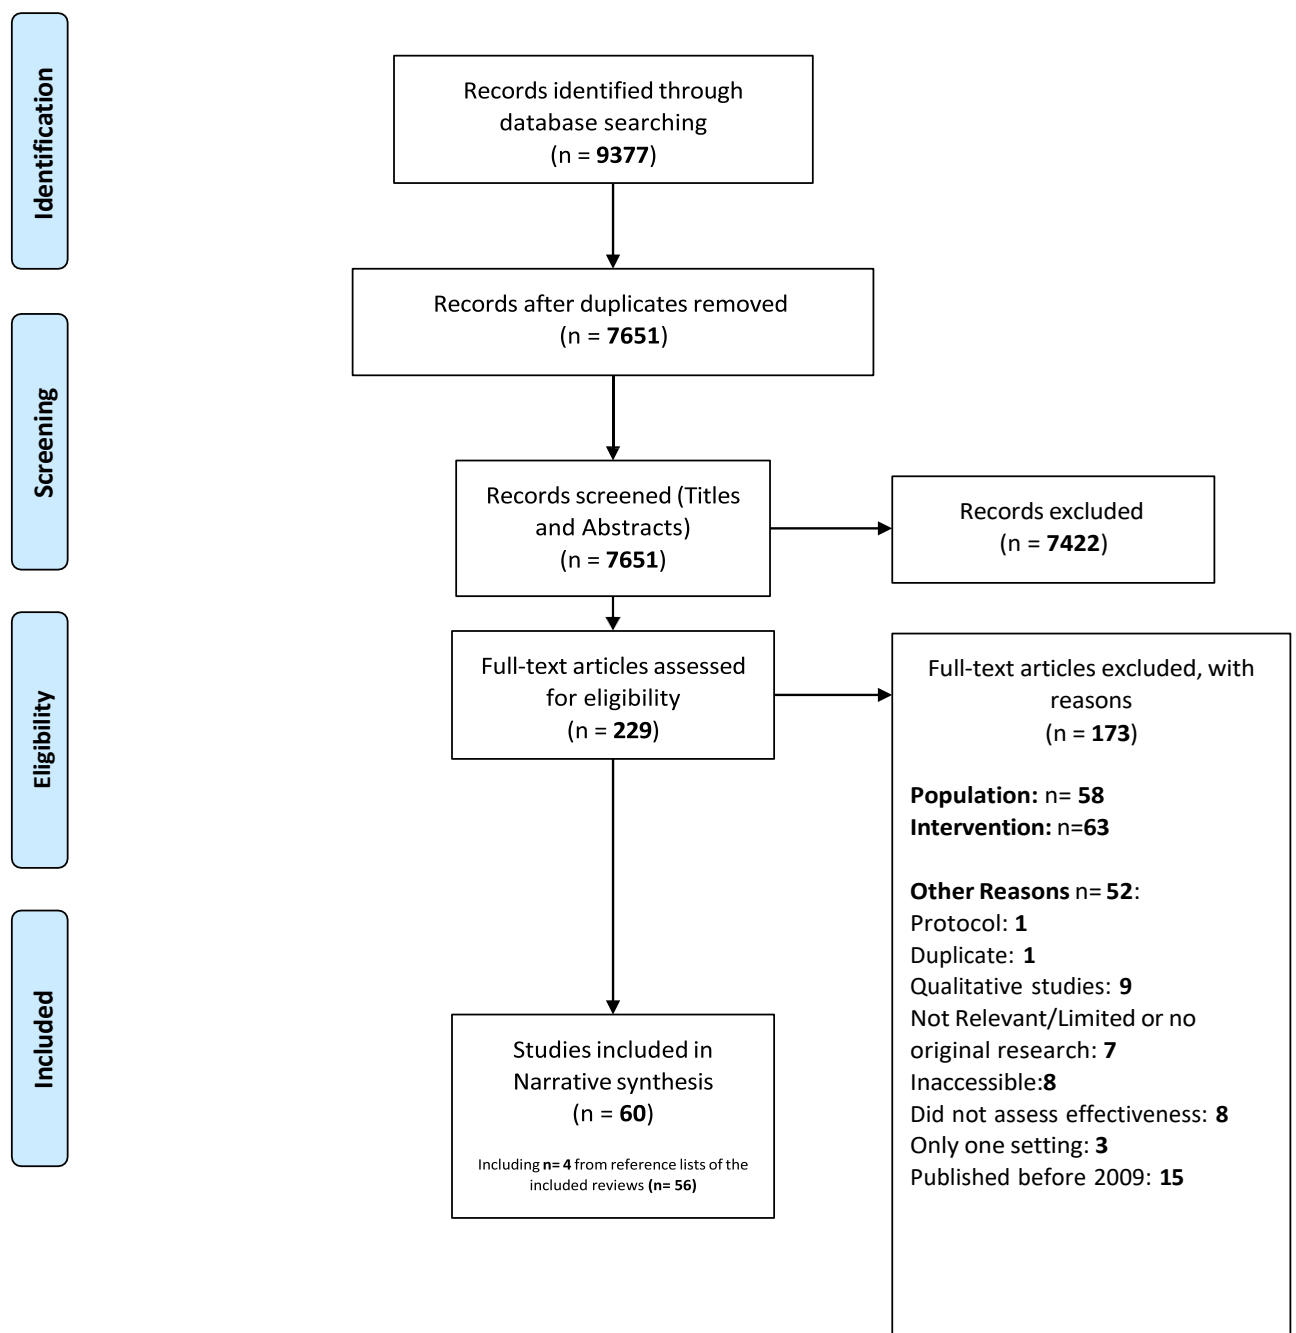 Identification
Records identified through
database searching
(n = 9377)
Records after duplicates removed
(n = 7651)
Screening
Records screened (Titles
and Abstracts)
(n = 7651)
Records excluded
(n = 7422)
Eligibility
Full-text articles assessed
for eligibility
(n = 229)
Full-text articles excluded, with
reasons
(n = 173)
Population: n= 58
Intervention: n=63
Other Reasons n= 52:
Protocol: 1
Duplicate: 1
Qualitative studies: 9
Not Relevant/Limited or no
original research: 7
Inaccessible:8
Did not assess effectiveness: 8
Only one setting: 3
Published before 2009: 15
Included
Studies included in
Narrative synthesis
(n = 60)
Including n= 4 from reference lists of the
included reviews (n= 56)